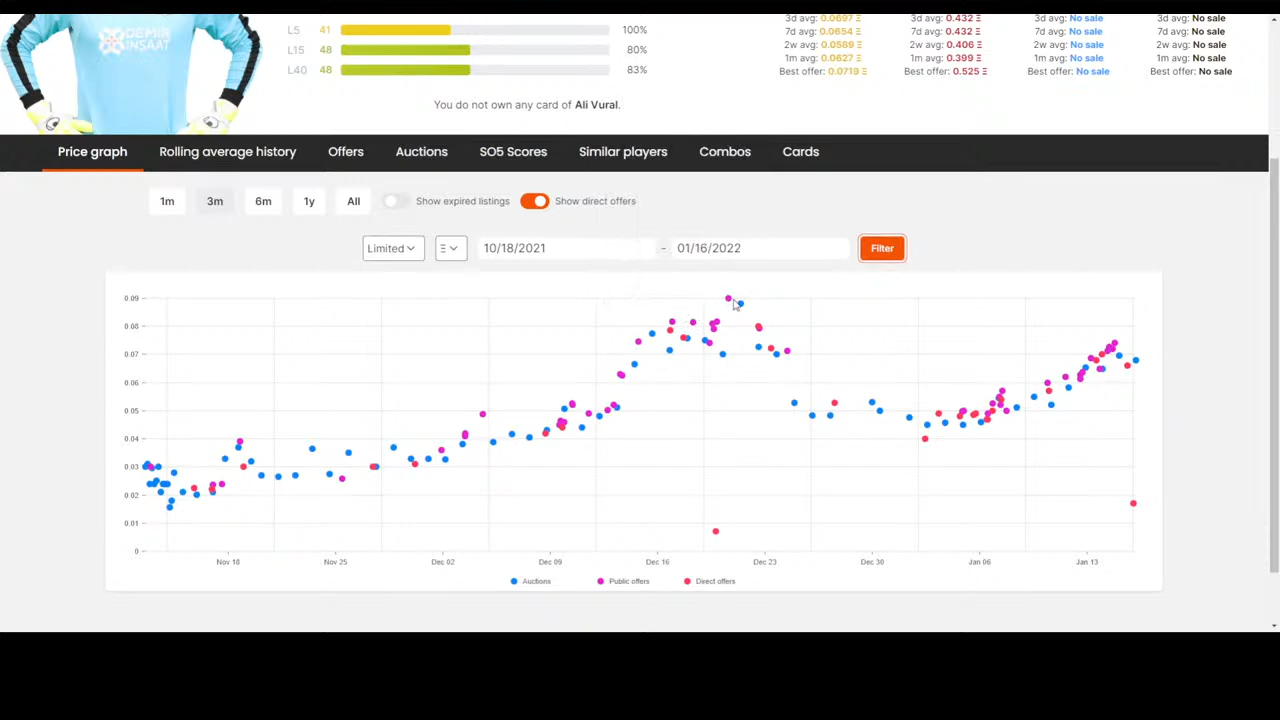 DEMİR
INSAAT
L5 41 100%
L15 48 80%
L40 48 83%
3d avg: 0.0697 Ξ 3d avg: 0.432 Ξ 3d avg: No sale 3d avg: No sale
7d avg: 0.0654 Ξ 7d avg: 0.432 Ξ 7d avg: No sale 7d avg: No sale
2w avg: 0.0589 Ξ 2w avg: 0.406 Ξ 2w avg: No sale 2w avg: No sale
1m avg: 0.0627 Ξ 1m avg: 0.399 Ξ 1m avg: No sale 1m avg: No sale
Best offer: 0.0719 Ξ Best offer: 0.525 Ξ Best offer: No sale Best offer: No sale
You do not own any card of Ali Vural.
Price graph Rolling average history Offers Auctions SO5 Scores Similar players Combos Cards
1m 3m 6m 1y All Show expired listings Show direct offers
Limited Ξ 10/18/2021 - 01/16/2022 Filter
0.09
0.08
0.07
0.06
0.05
0.04
0.03
0.02
0.01
0
Nov 18 Nov 25 Dec 02 Dec 09 Dec 16 Dec 23 Dec 30 Jan 06 Jan 13
Auctions Public offers Direct offers